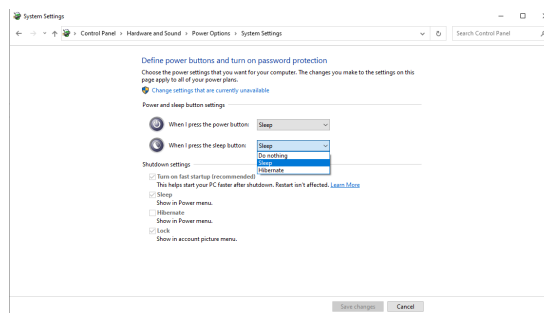 System Settings
Control Panel > Hardware and Sound > Power Options > System Settings
Search Control Panel
Define power buttons and turn on password protection
Choose the power settings that you want for your computer. The changes you make to the settings on this
page apply to all of your power plans.
Change settings that are currently unavailable
Power and sleep button settings
When I press the power button: Sleep
When I press the sleep button: Sleep
Do nothing
Sleep
Hibernate
Shutdown settings
Turn on fast startup (recommended)
This helps start your PC faster after shutdown. Restart isn't affected. Learn More
Sleep
Show in Power menu.
Hibernate
Show in Power menu.
Lock
Show in account picture menu.
Save changes Cancel